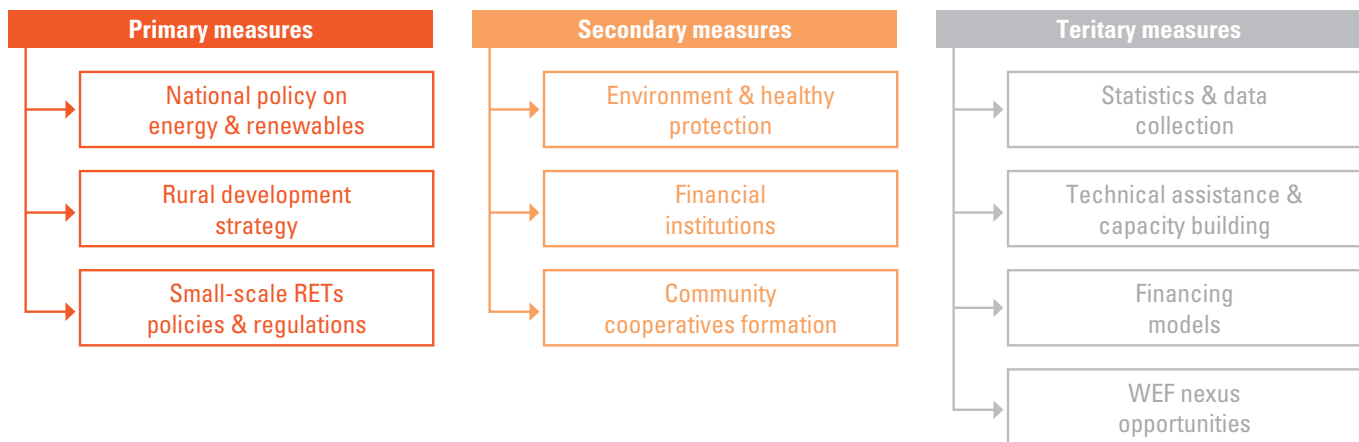 Primary measures
National policy on
energy & renewables
Rural development
strategy
Small-scale RETs
policies & regulations
Secondary measures
Environment & healthy
protection
Financial
institutions
Community
cooperatives formation
Teritary measures
Statistics & data
collection
Technical assistance &
capacity building
Financing
models
WEF nexus
opportunities